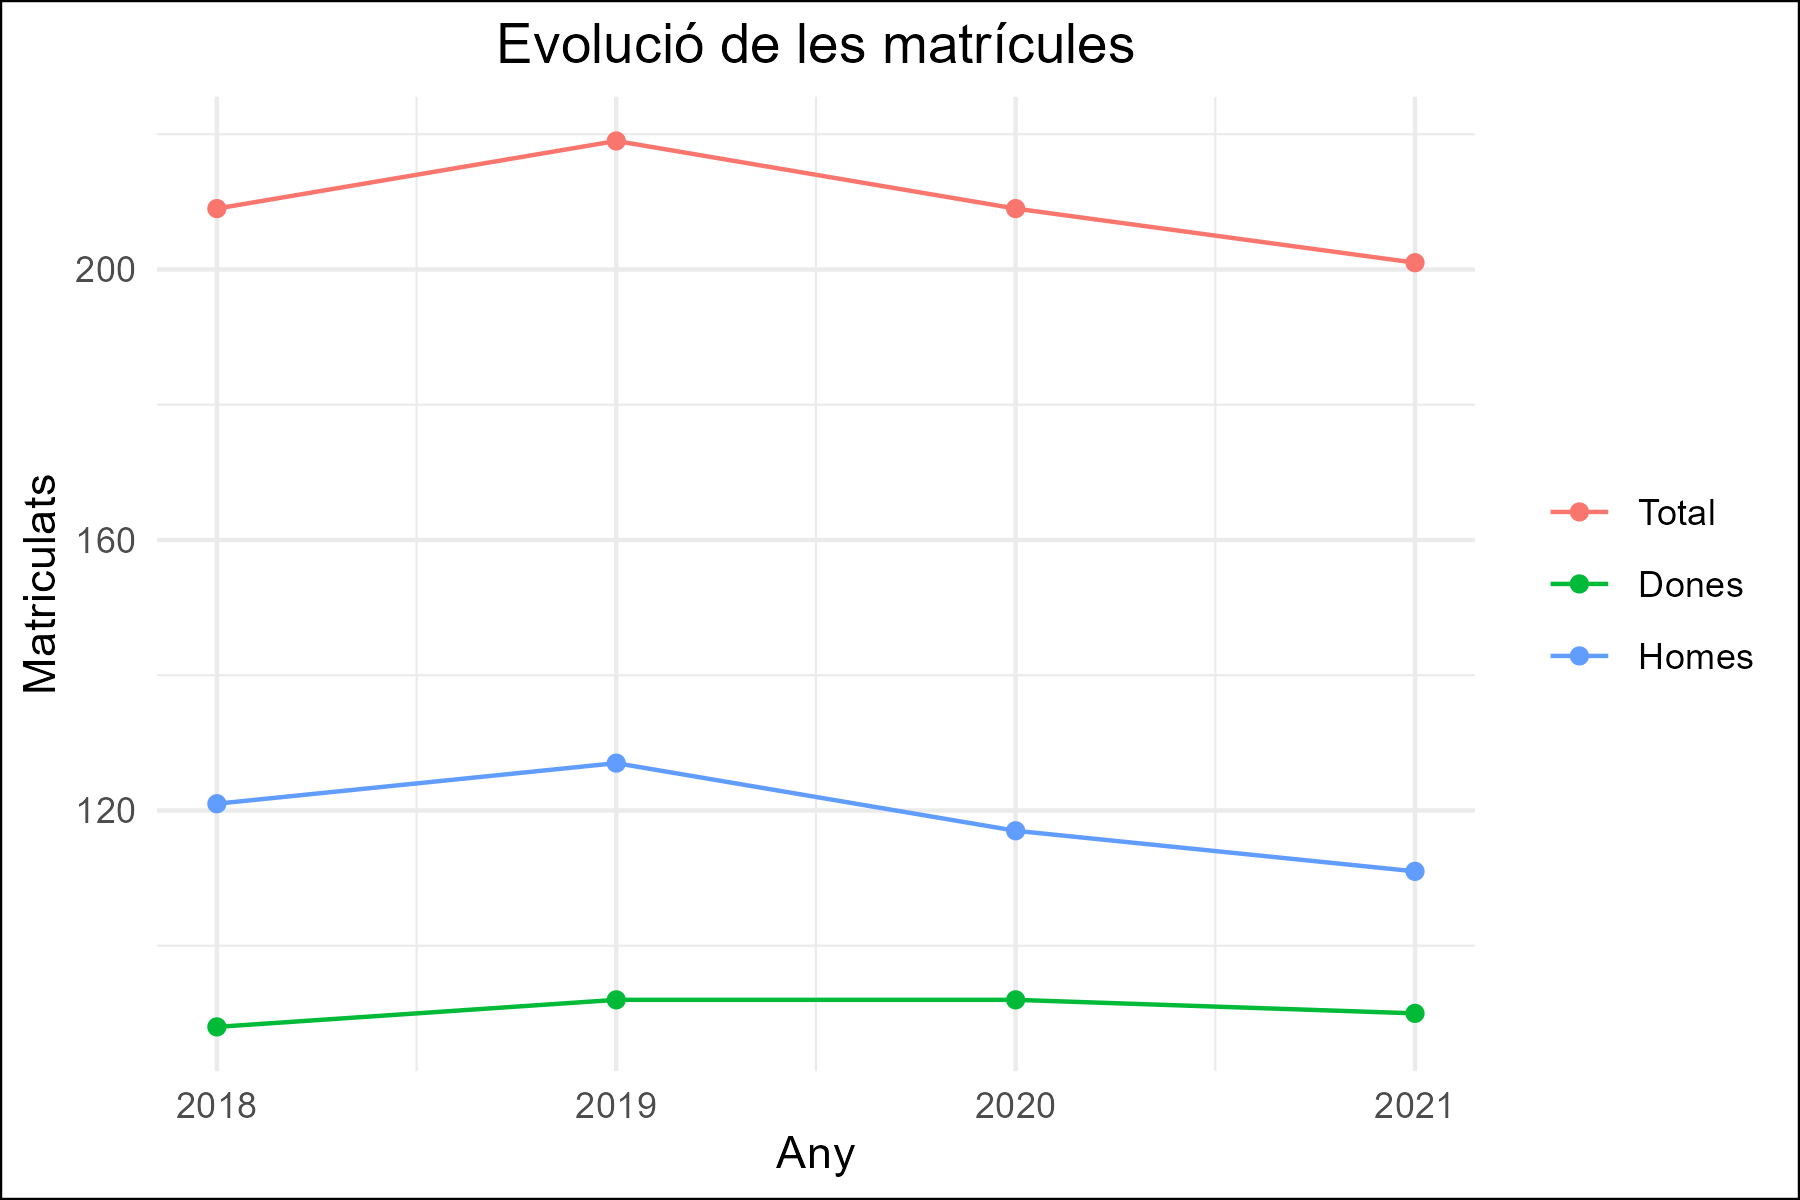 Evolució de les matrícules
Matriculats
200
160
120
2018
2019
2020
2021
Any
Total
Dones
Homes